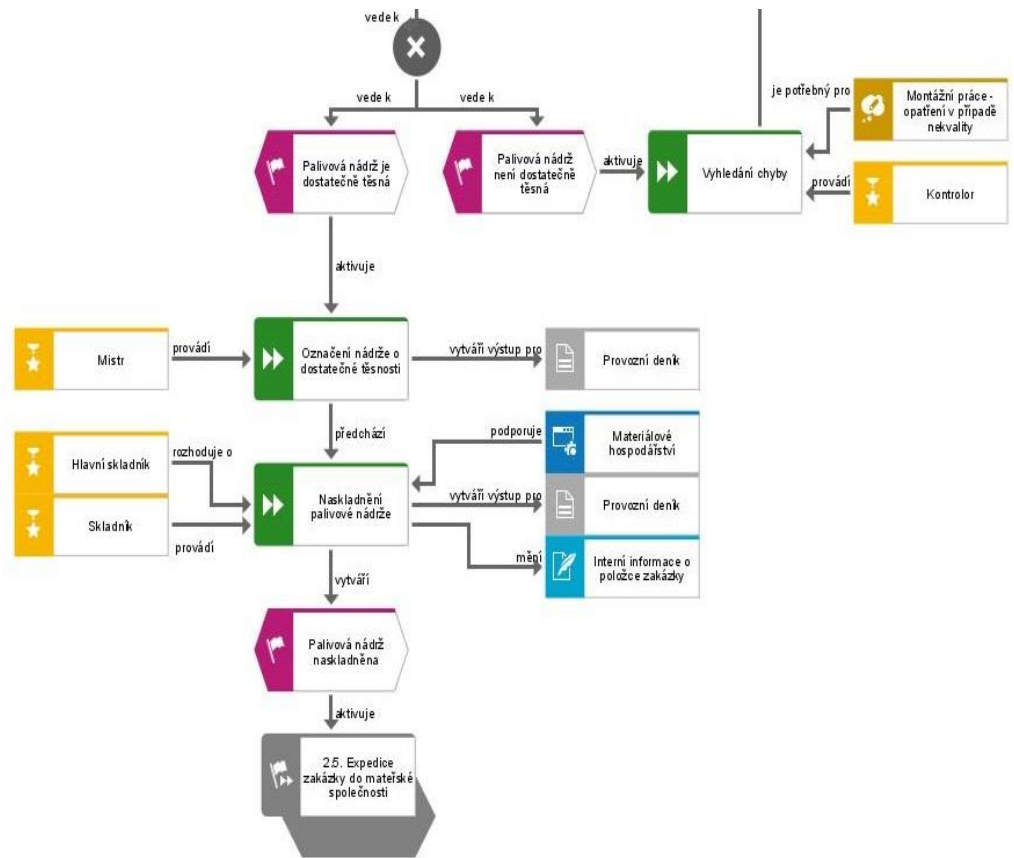 vede k
vede k
vede k
je potřebný pro
Montážní práce -
opatření v případě
nekvality
Palivová nádrž je
dostatečně těsná
Palivová nádrž
není dostatečně
těsná
aktivuje
Vyhledání chyby
provádí
Kontrolor
aktivuje
Mistr
provádí
Označení nádrže o
dostatečné těsnosti
vytváří výstup pro
Provozní deník
předchází
podporuje
Materiálové
hospodářství
Hlavní skladník
rozhoduje o
Naskladnění
palivové nádrže
vytváří výstup pro
Provozní deník
Skladník
provádí
mění
Interní informace o
položce zakázky
vytváří
Palivová nádrž
naskladněna
aktivuje
2.5. Expedice
zakázky do mateřské
společnosti